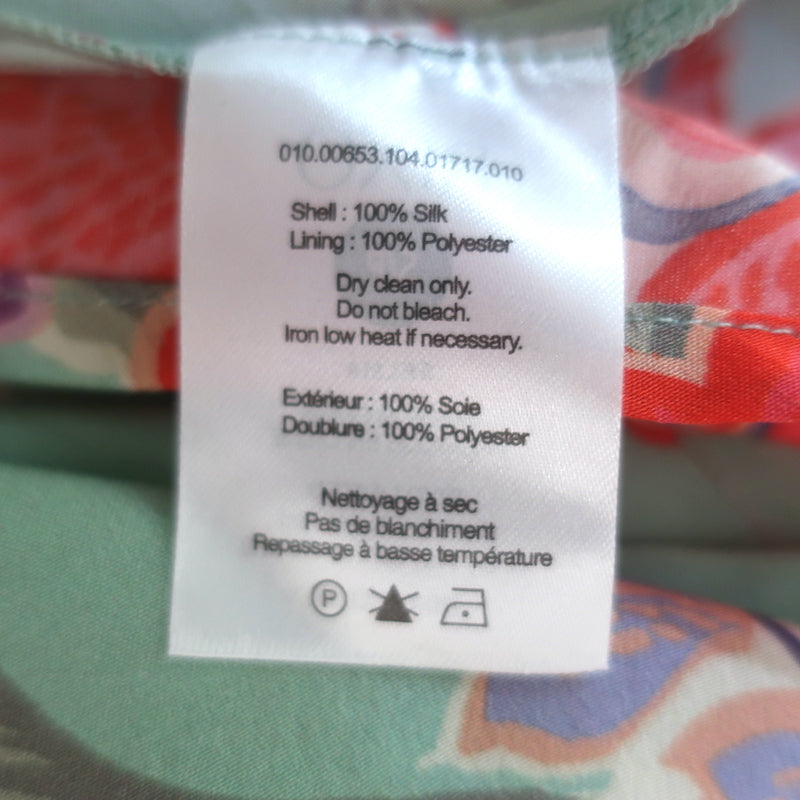 010.00653.104.01717.010
Shell : 100% Silk
Lining : 100% Polyester
Dry clean only.
Do not bleach.
Iron low heat if necessary.
Extérieur : 100% Soie
Doublure : 100% Polyester
Nettoyage à sec
Pas de blanchiment
Repassage à basse température
P